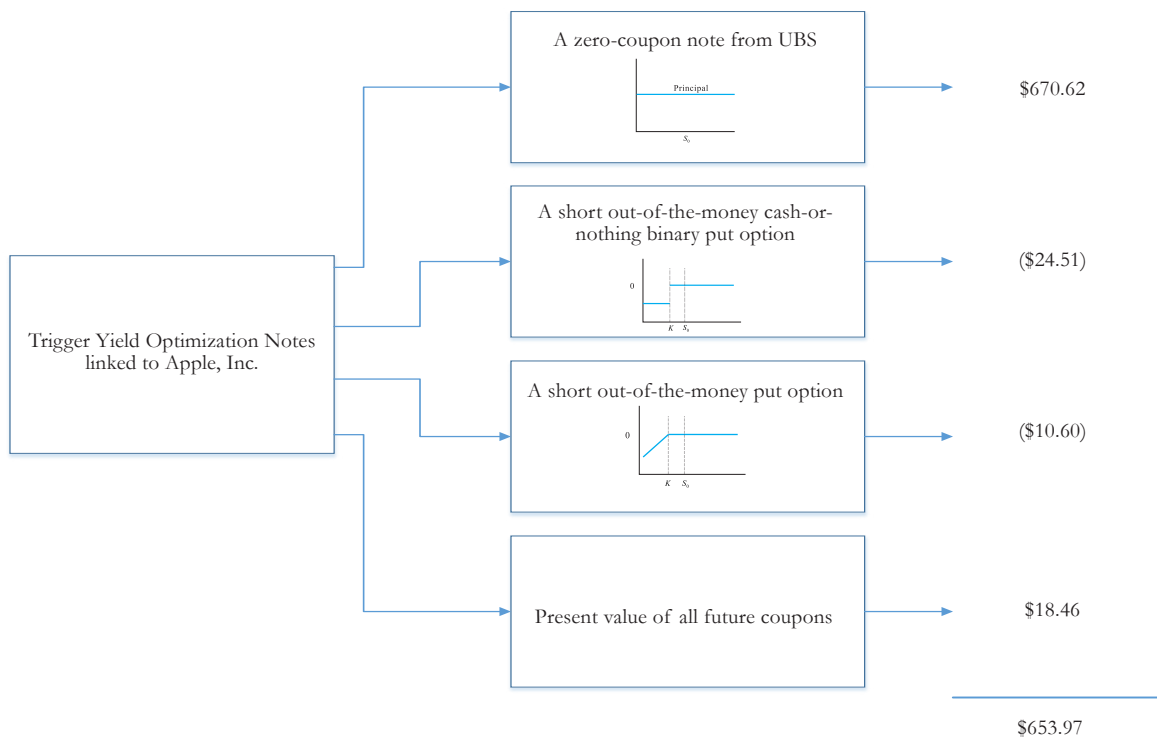 A zero-coupon note from UBS
Principal
S0
$670.62
A short out-of-the-money cash-or-
nothing binary put option
0
K S0
($24.51)
Trigger Yield Optimization Notes
linked to Apple, Inc.
A short out-of-the-money put option
0
K S0
($10.60)
Present value of all future coupons
$18.46
$653.97